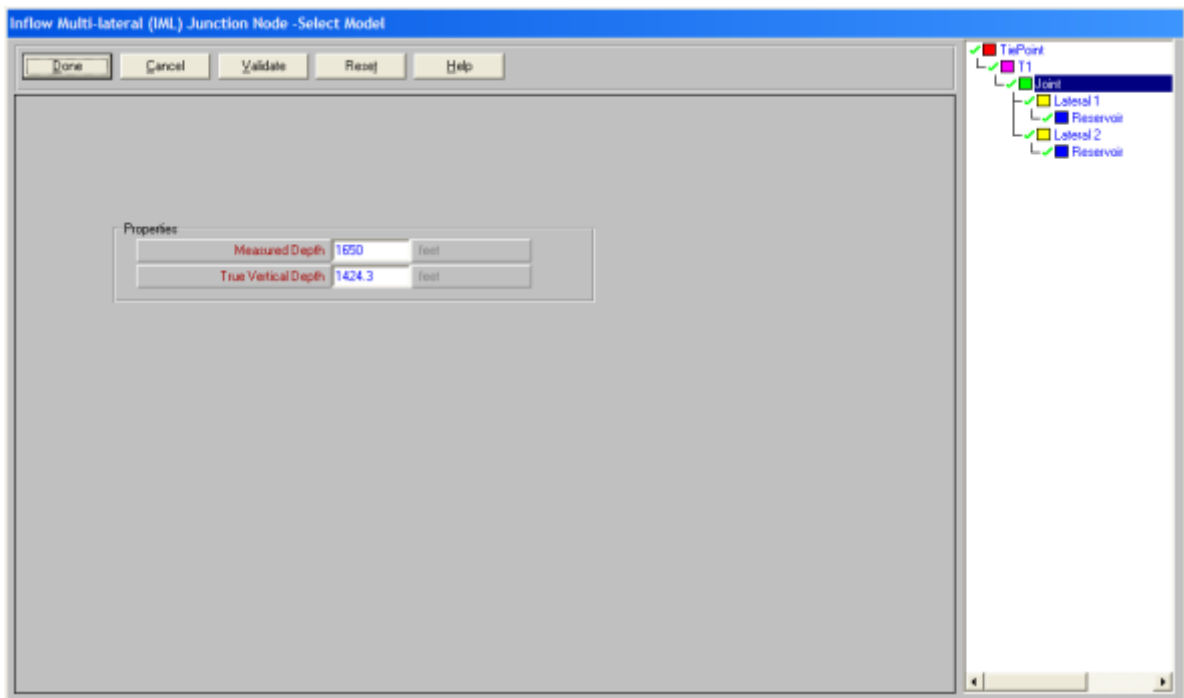 Inflow Multi-lateral (IML) Junction Node -Select Model
Done Cancel Validate Reset Help
Properties
Measured Depth 1650 feet
True Vertical Depth 1424.3 feet
TiePoint
T1
Joint
Lateral 1
Reservoir
Lateral 2
Reservoir